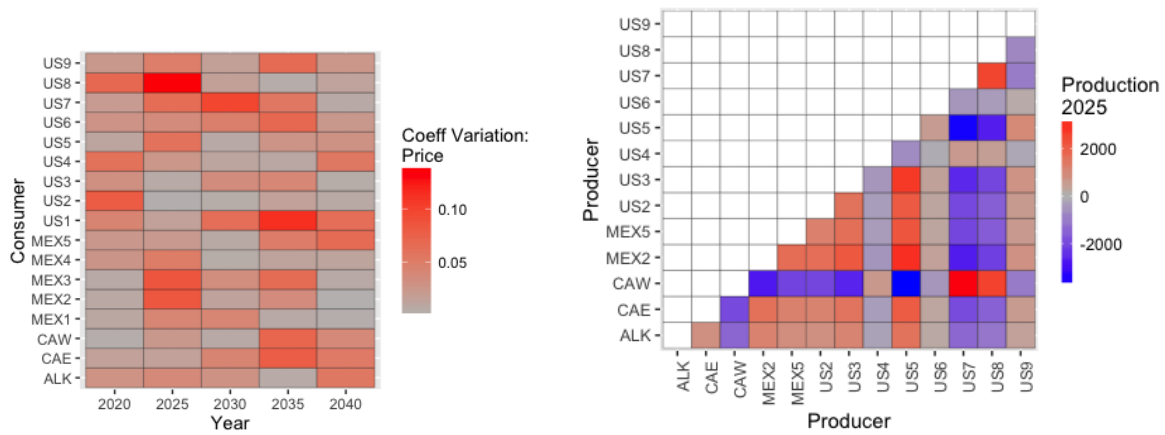 US9
US8
US7
US6
US5
US4
US3
US2
US1
MEX5
MEX4
MEX3
MEX2
MEX1
CAW
CAE
ALK
Consumer
2020 2025 2030 2035 2040
Year
Coeff Variation:
Price
0.10
0.05
US9
US8
US7
US6
US5
US4
US3
US2
MEX5
MEX2
CAW
CAE
ALK
Producer
ALK CAE CAW MEX2 MEX5 US2 US3 US4 US5 US6 US7 US8 US9
Producer
Production
2025
2000
0
-2000